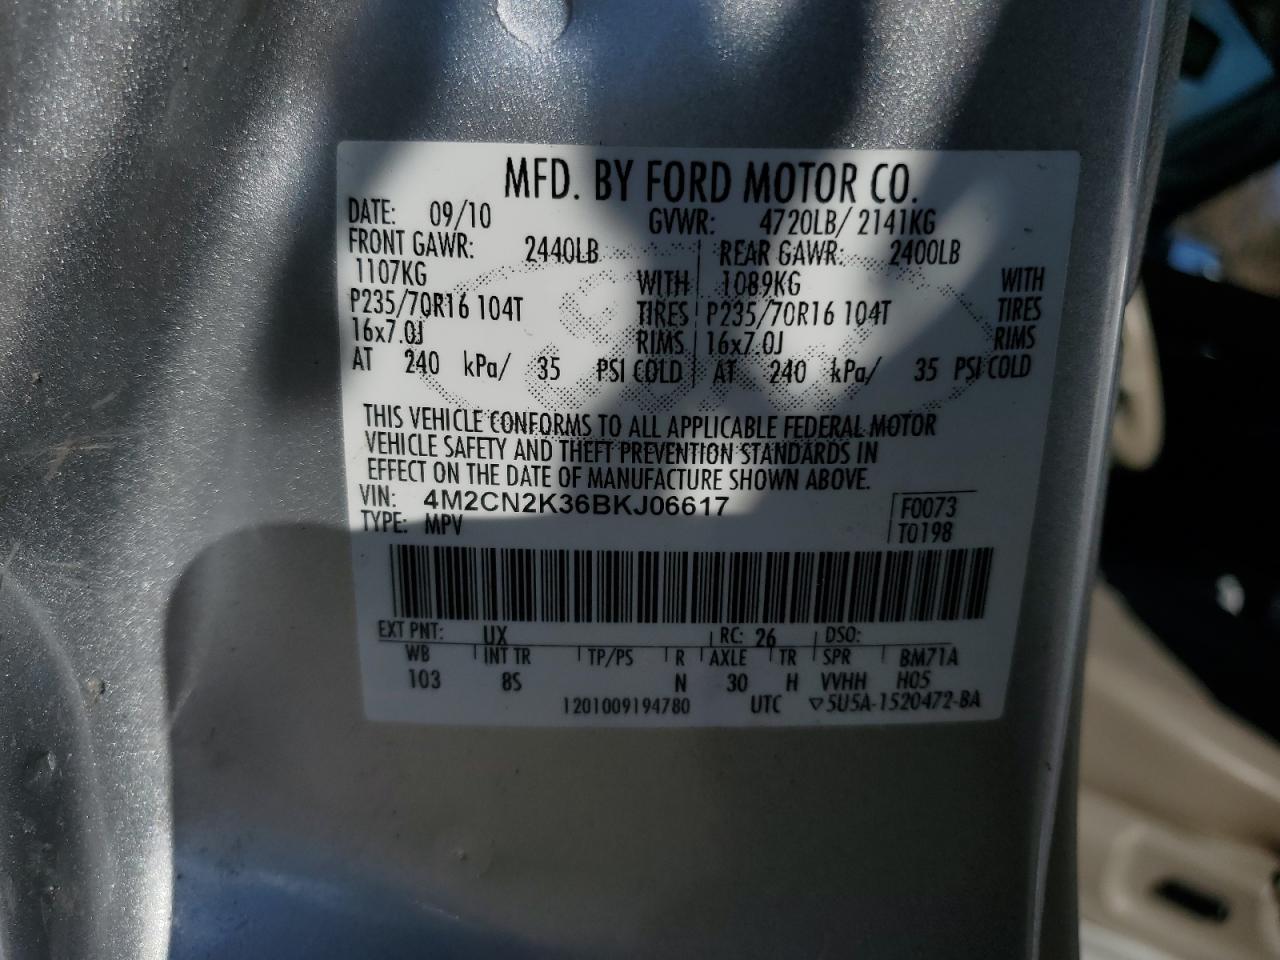 MFD. BY FORD MOTOR CO.
DATE: 09/10 GVWR: 4720LB/ 2141KG
FRONT GAWR: 2440LB REAR GAWR: 2400LB
1107KG WITH 1089KG WITH
P235/70R16 104T TIRES P235/70R16 104T TIRES
16x7.0J RIMS 16x7.0J RIMS
AT 240 kPa/ 35 PSI COLD AT 240 kPa/ 35 PSI COLD
THIS VEHICLE CONFORMS TO ALL APPLICABLE FEDERAL MOTOR
VEHICLE SAFETY AND THEFT PREVENTION STANDARDS IN
EFFECT ON THE DATE OF MANUFACTURE SHOWN ABOVE.
VIN: 4M2CN2K36BKJ06617 F0073
TYPE: MPV T0198
EXT PNT: UX RC: 26 DSO:
WB INT TR TP/PS R AXLE TR SPR BM71A
103 8S N 30 H VVHH H05
1201009194780 UTC ▽5U5A-1520472-BA